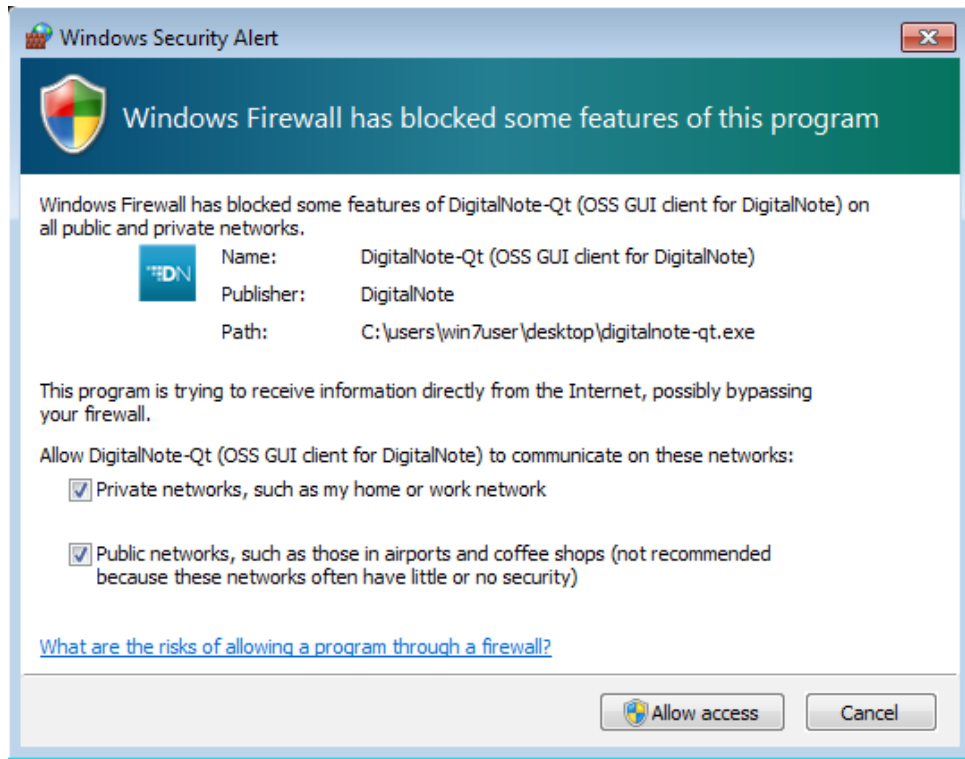 Windows Security Alert
Windows Firewall has blocked some features of this program
Windows Firewall has blocked some features of DigitalNote-Qt (OSS GUI client for DigitalNote) on
all public and private networks.
DN
Name: DigitalNote-Qt (OSS GUI client for DigitalNote)
Publisher: DigitalNote
Path: C:\users\win7user\desktop\digitalnote-qt.exe
This program is trying to receive information directly from the Internet, possibly bypassing
your firewall.
Allow DigitalNote-Qt (OSS GUI client for DigitalNote) to communicate on these networks:
Private networks, such as my home or work network
Public networks, such as those in airports and coffee shops (not recommended
because these networks often have little or no security)
What are the risks of allowing a program through a firewall?
Allow access Cancel